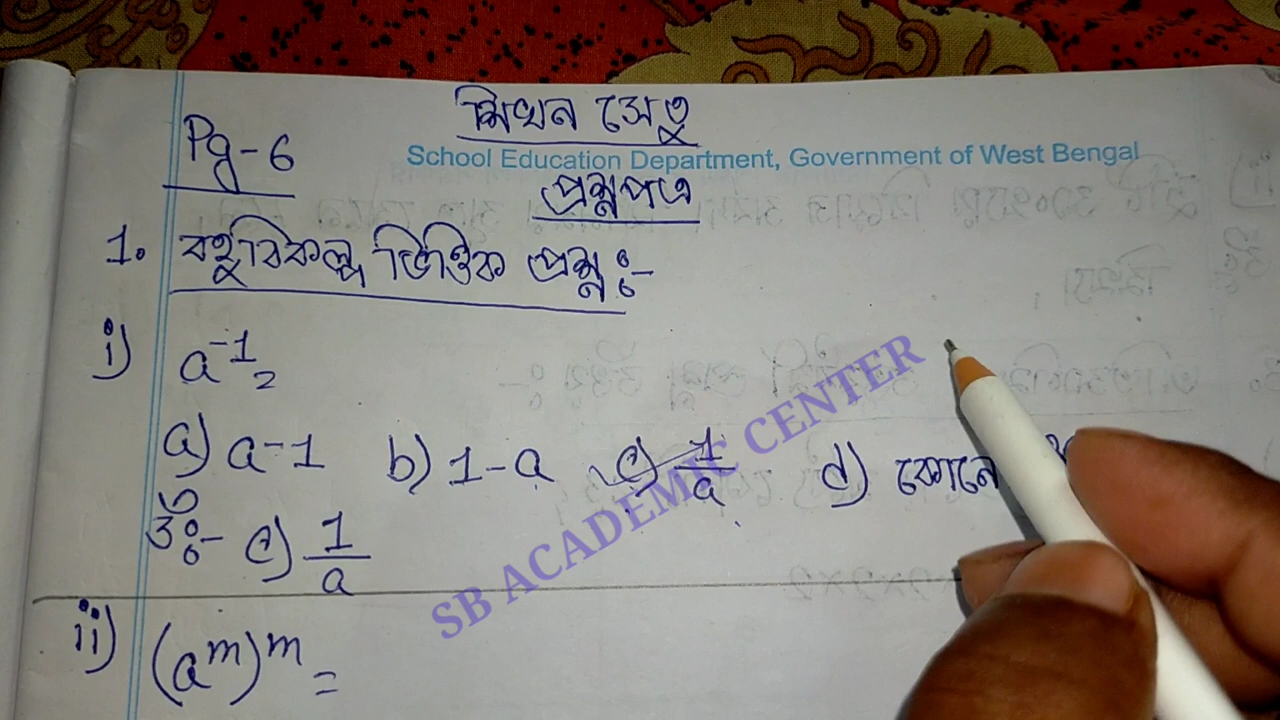 শিখন সেতু
Pg-6
School Education Department, Government of West Bengal
প্রশ্নপত্র
1. বহুবিকল্প ভিত্তিক প্রশ্ন :-
i) a⁻¹ =
a) a-1 b) 1-a c) 1/a d)
উঃ- c) 1/a
ii) (aᵐ)ᵐ =
SB ACADEMIC CENTER